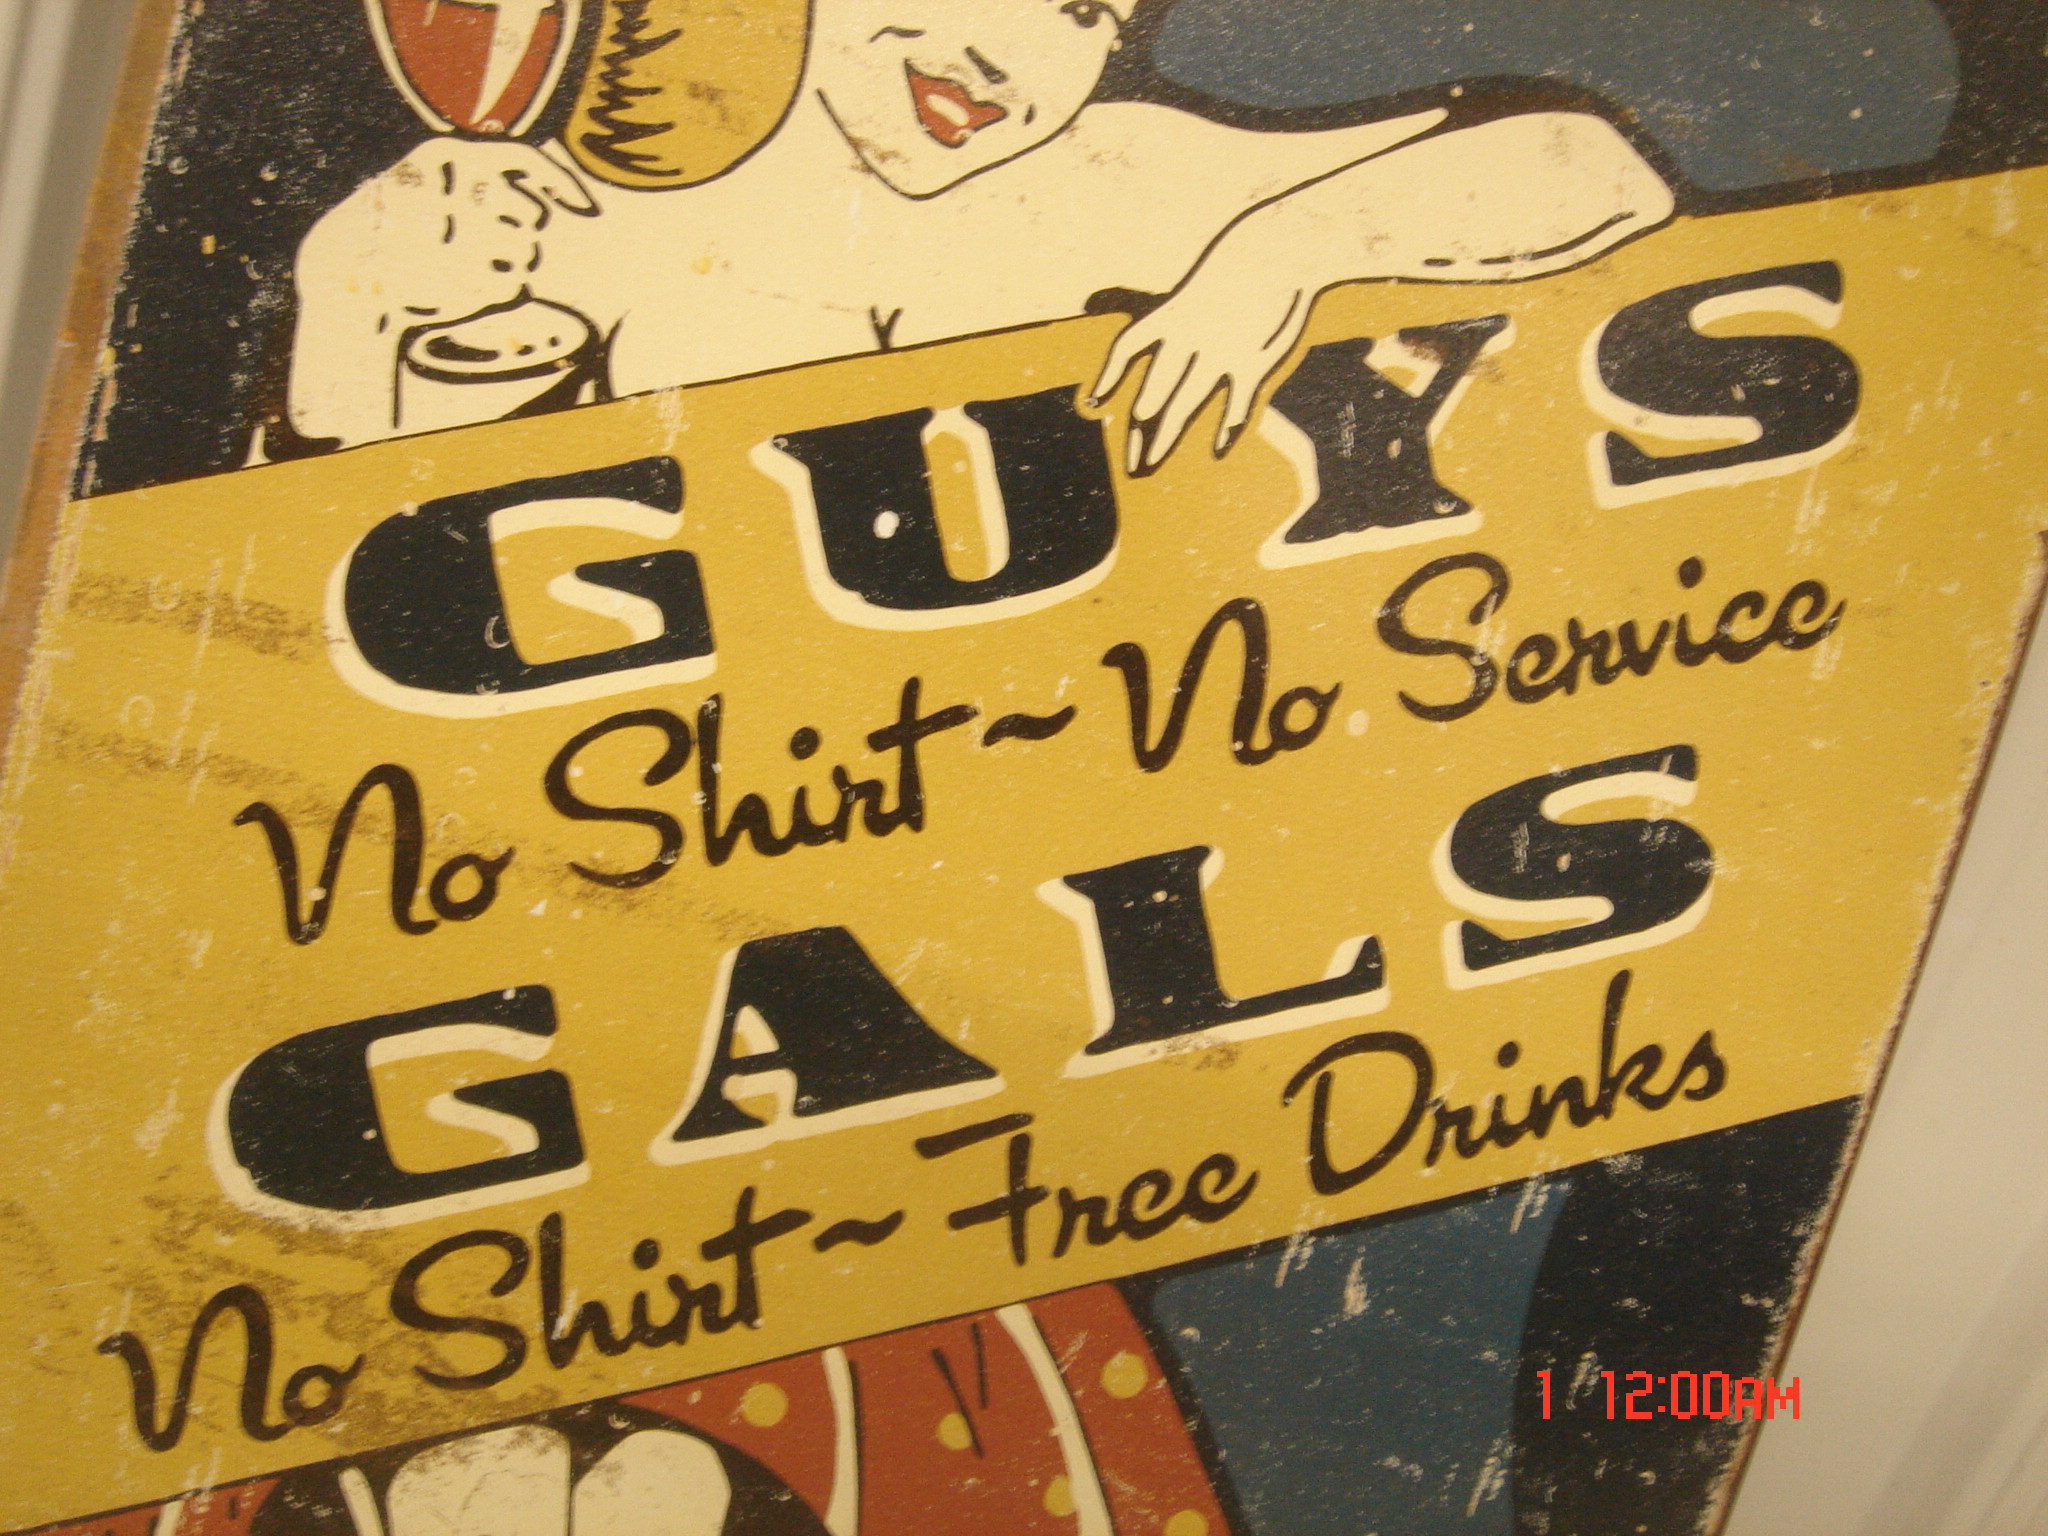 GUYS
No Shirt~No Service
GALS
No Shirt~Free Drinks
1 12:00AM